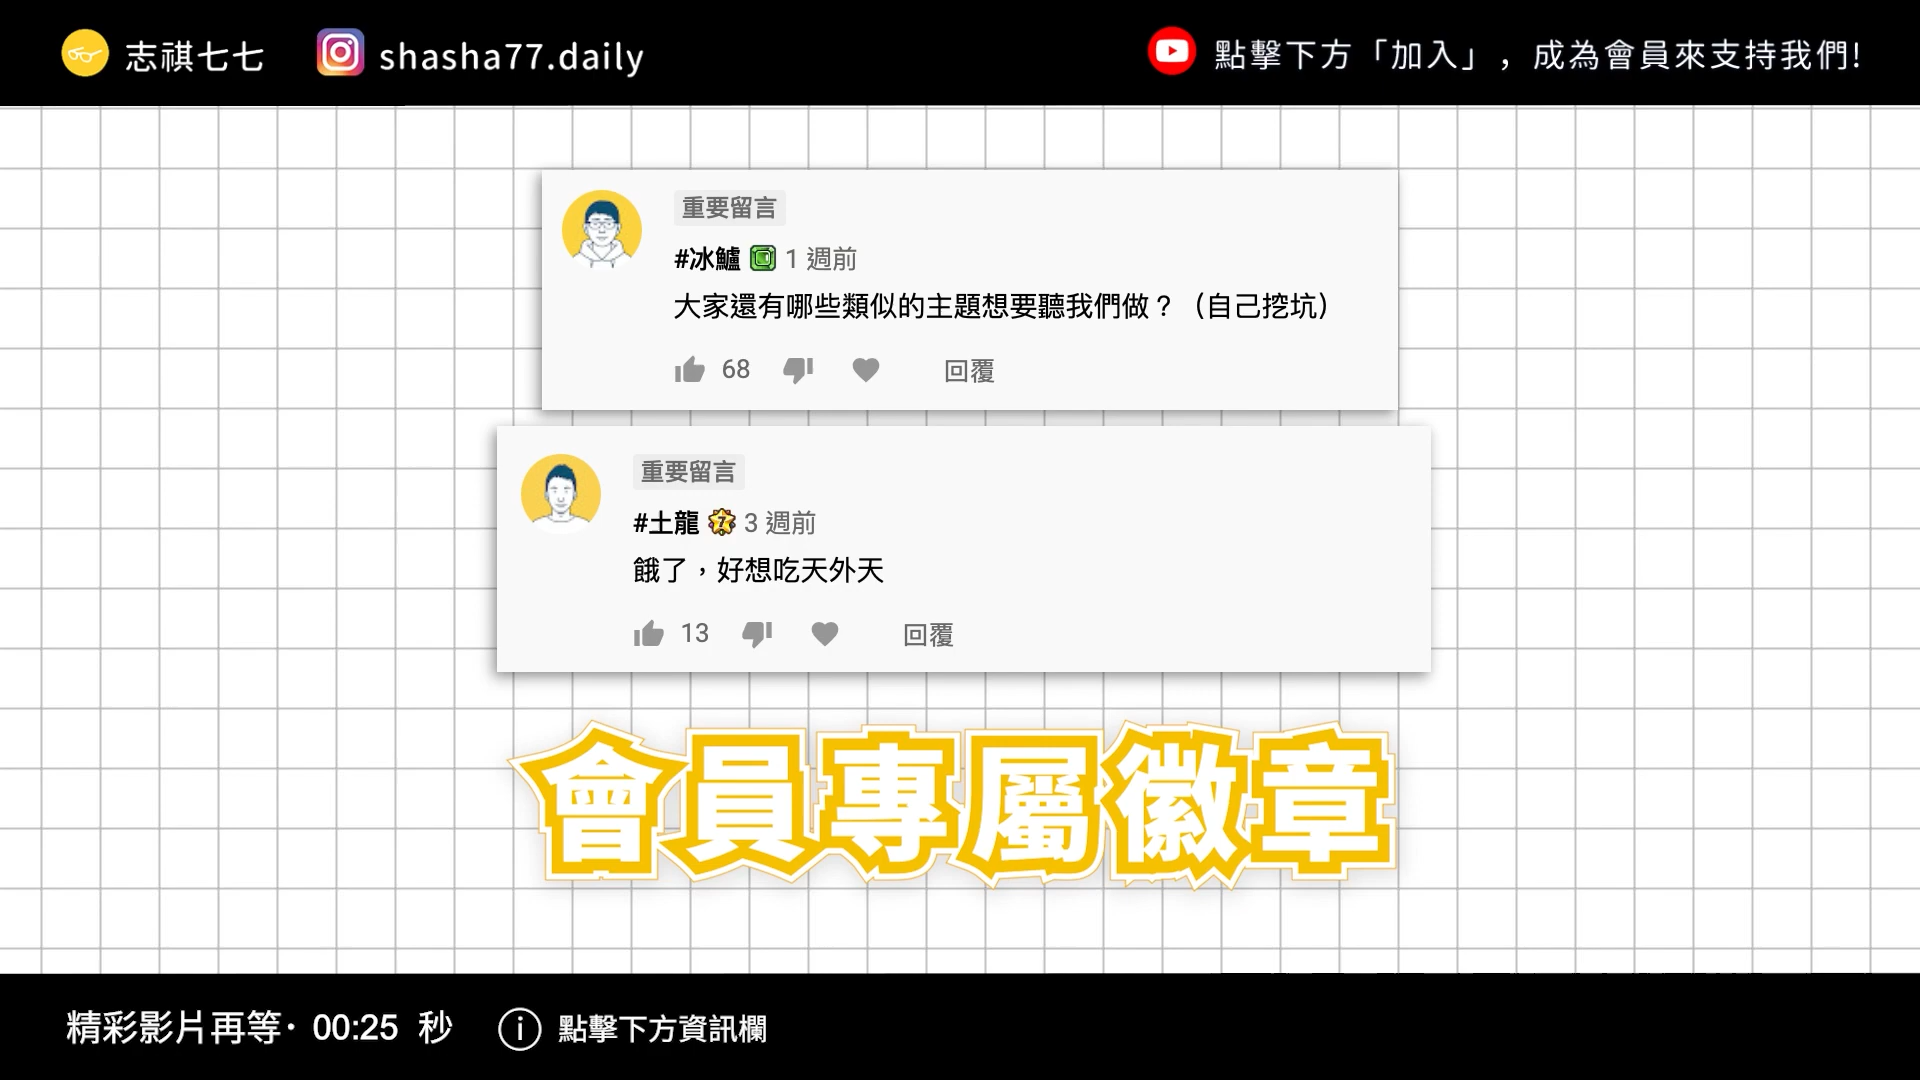 志祺七七
shasha77.daily
點擊下方「加入」，成為會員來支持我們!
重要留言
#冰鱸 1 週前
大家還有哪些類似的主題想要聽我們做？（自己挖坑）
68 回覆
重要留言
#土龍 7 3 週前
餓了，好想吃天外天
13 回覆
會員專屬徽章
精彩影片再等· 00:25 秒
點擊下方資訊欄